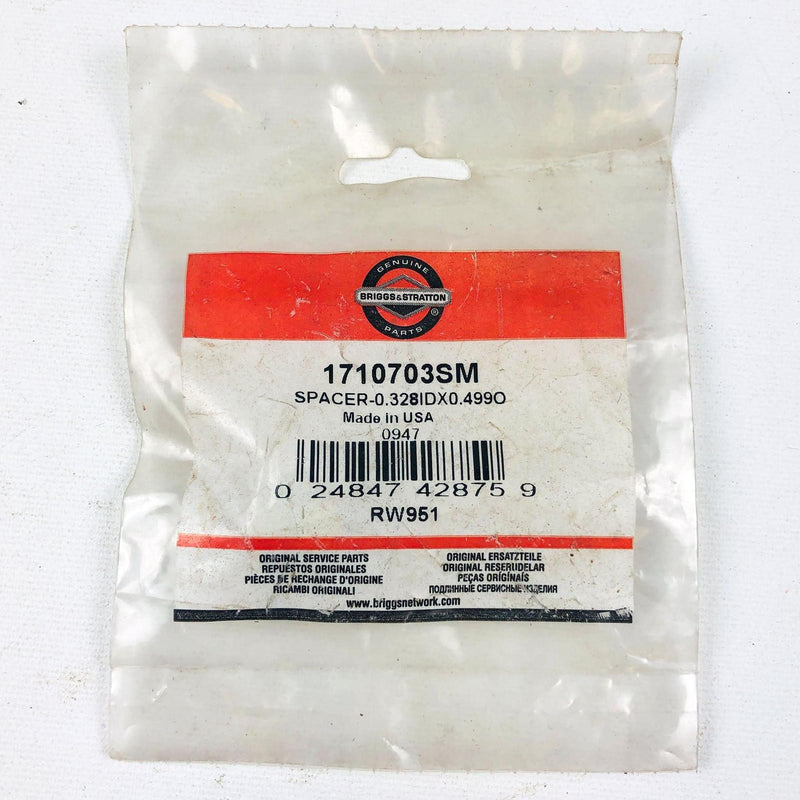 GENUINE
BRIGGS&STRATTON
®
PARTS
1710703SM
SPACER-0.328IDX0.499O
Made in USA
0947
0 24847 42875 9
RW951
ORIGINAL SERVICE PARTS
REPUESTOS ORIGINALES
PIÈCES DE RECHANGE D'ORIGINE
RICAMBI ORIGINALI
ORIGINAL ERSATZTEILE
ORIGINAL RESERUDELAR
PEÇAS ORIGINAIS
ПОДЛИННЫЕ СЕРВИСНЫЕ ИЗДЕЛИЯ
www.briggsnetwork.com